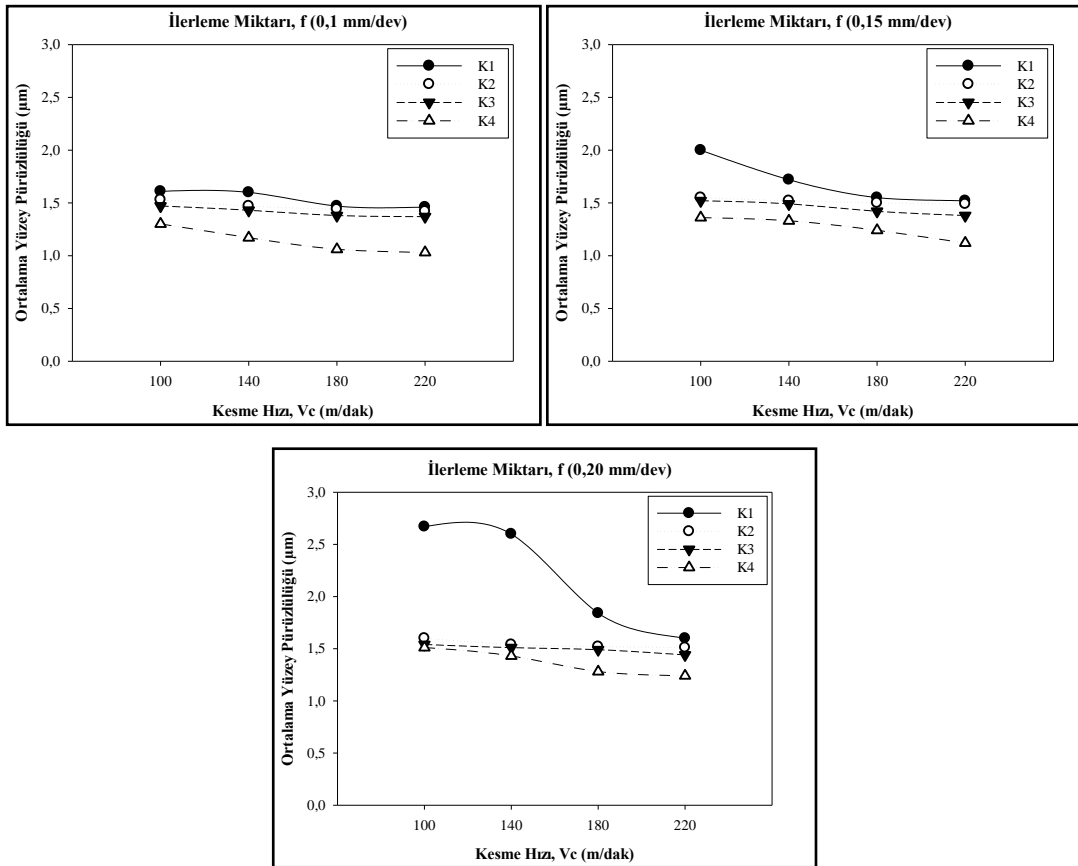 İlerleme Miktarı, f (0,1 mm/dev)
Ortalama Yüzey Pürüzlülüğü (µm)
3,0
2,5
2,0
1,5
1,0
0,5
0,0
K1
K2
K3
K4
100 140 180 220
Kesme Hızı, Vc (m/dak)
İlerleme Miktarı, f (0,15 mm/dev)
Ortalama Yüzey Pürüzlülüğü (µm)
3,0
2,5
2,0
1,5
1,0
0,5
0,0
K1
K2
K3
K4
100 140 180 220
Kesme Hızı, Vc (m/dak)
İlerleme Miktarı, f (0,20 mm/dev)
Ortalama Yüzey Pürüzlülüğü (µm)
3,0
2,5
2,0
1,5
1,0
0,5
0,0
K1
K2
K3
K4
100 140 180 220
Kesme Hızı, Vc (m/dak)